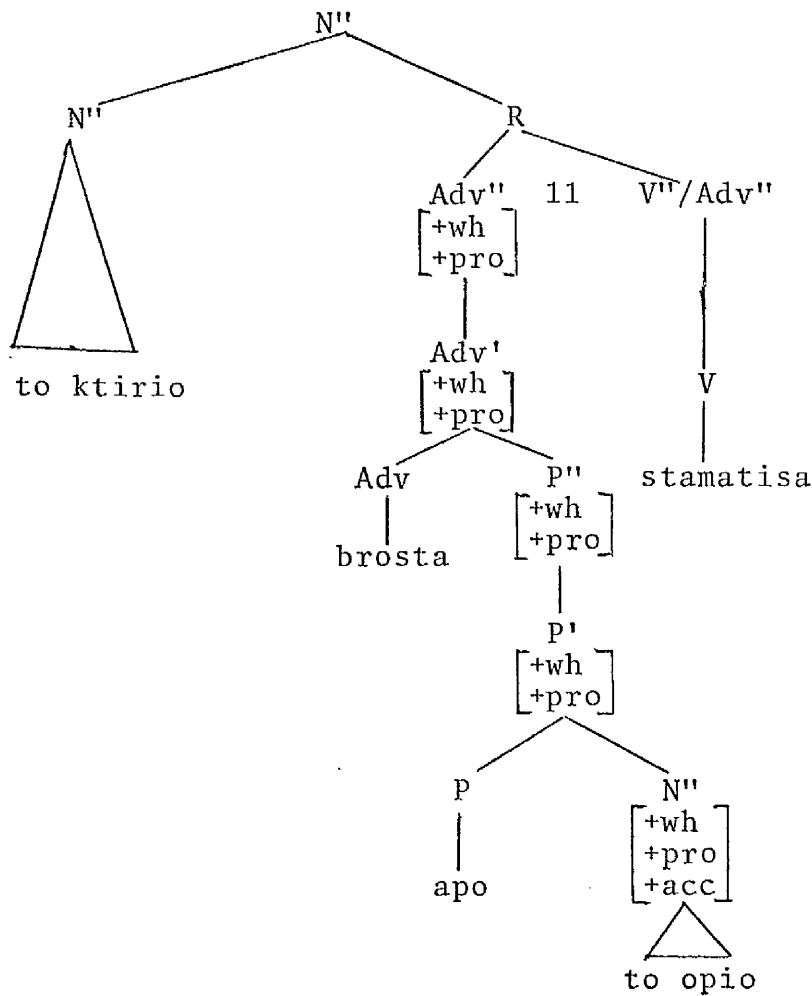 N"
N" R
Adv" 11 V"/Adv"
[+wh
+pro]
Adv'
to ktirio [+wh V
+pro]
Adv P" stamatisa
[+wh
+pro]
brosta
P'
[+wh
+pro]
P N"
[+wh
+pro
apo +acc]
to opio